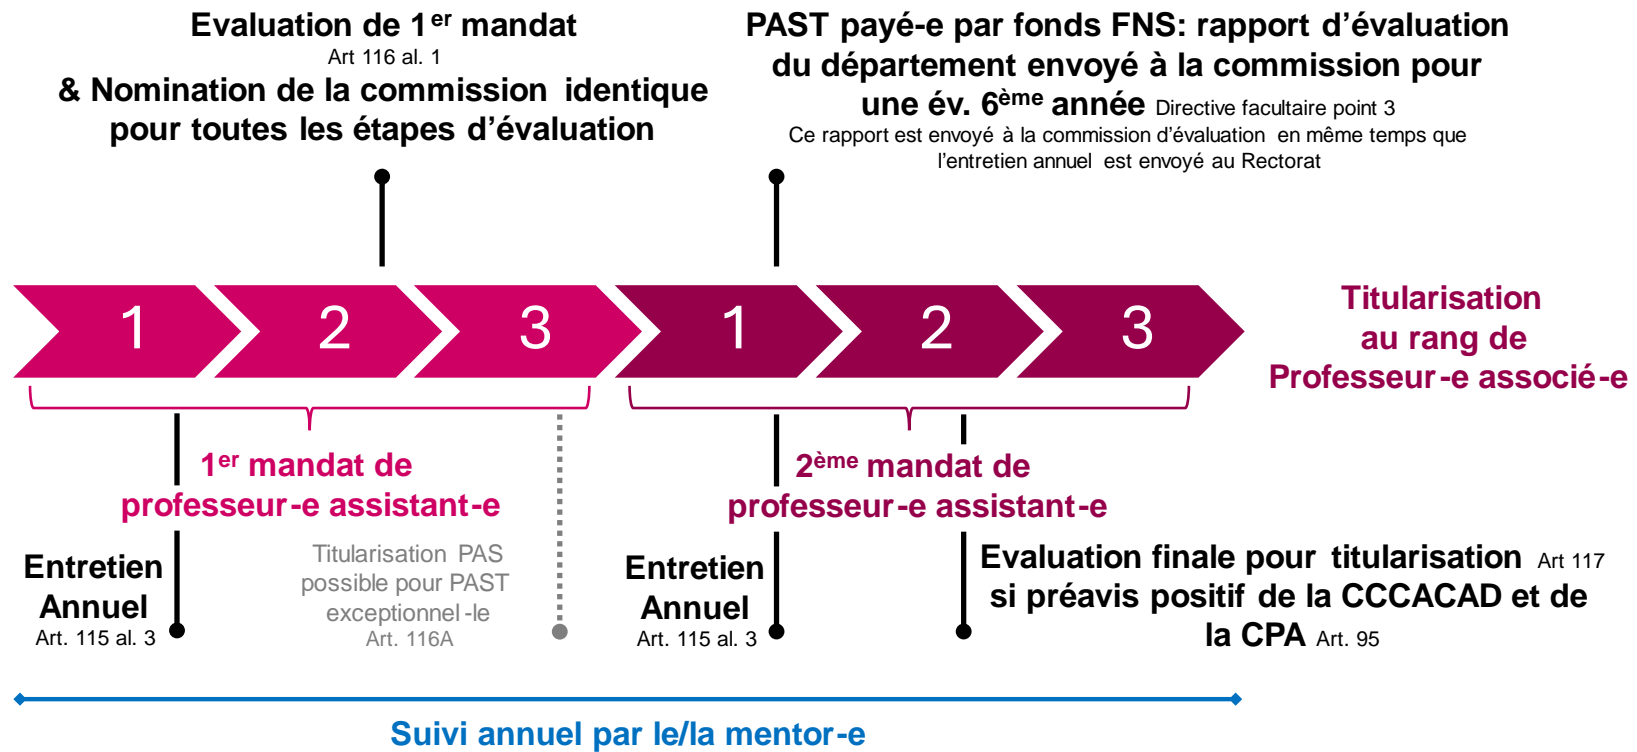 Evaluation de 1er mandat
Art 116 al. 1
& Nomination de la commission identique
pour toutes les étapes d'évaluation
PAST payé-e par fonds FNS: rapport d'évaluation
du département envoyé à la commission pour
une év. 6ème année Directive facultaire point 3
Ce rapport est envoyé à la commission d'évaluation en même temps que
l'entretien annuel est envoyé au Rectorat
1
2
3
1
2
3
Titularisation
au rang de
Professeur-e associé-e
1er mandat de
professeur-e assistant-e
2ème mandat de
professeur-e assistant-e
Entretien
Annuel
Art. 115 al. 3
Titularisation PAS
possible pour PAST
exceptionnel-le
Art. 116A
Entretien
Annuel
Art. 115 al. 3
Evaluation finale pour titularisation Art 117
si préavis positif de la CCCACAD et de
la CPA Art. 95
Suivi annuel par le/la mentor-e